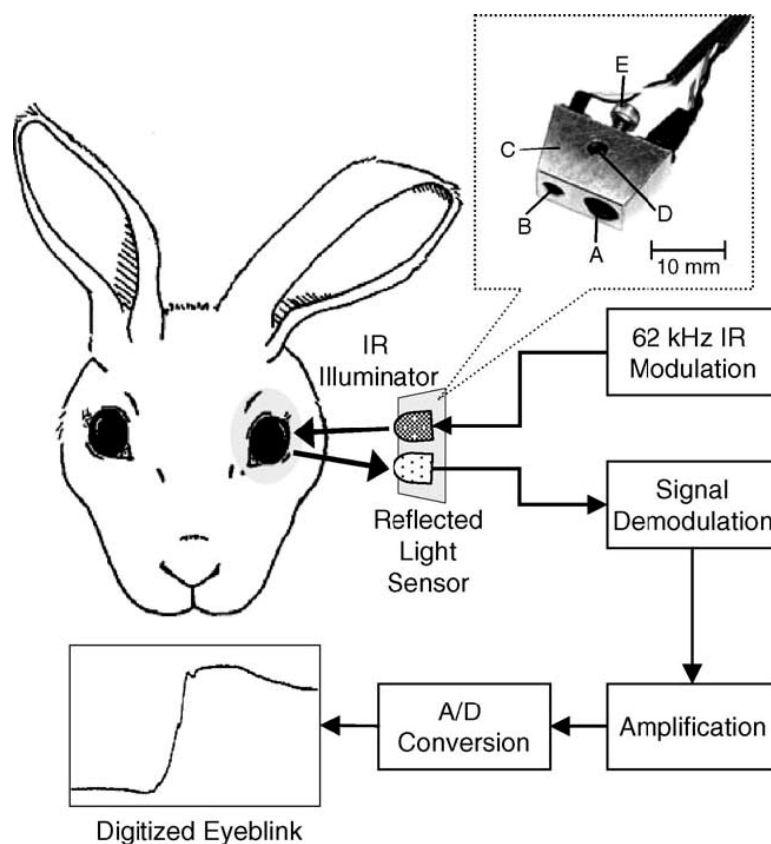 E
C
D
B
A
10 mm
IR
Illuminator
62 kHz IR
Modulation
Reflected
Light
Sensor
Signal
Demodulation
A/D
Conversion
Amplification
Digitized Eyeblink